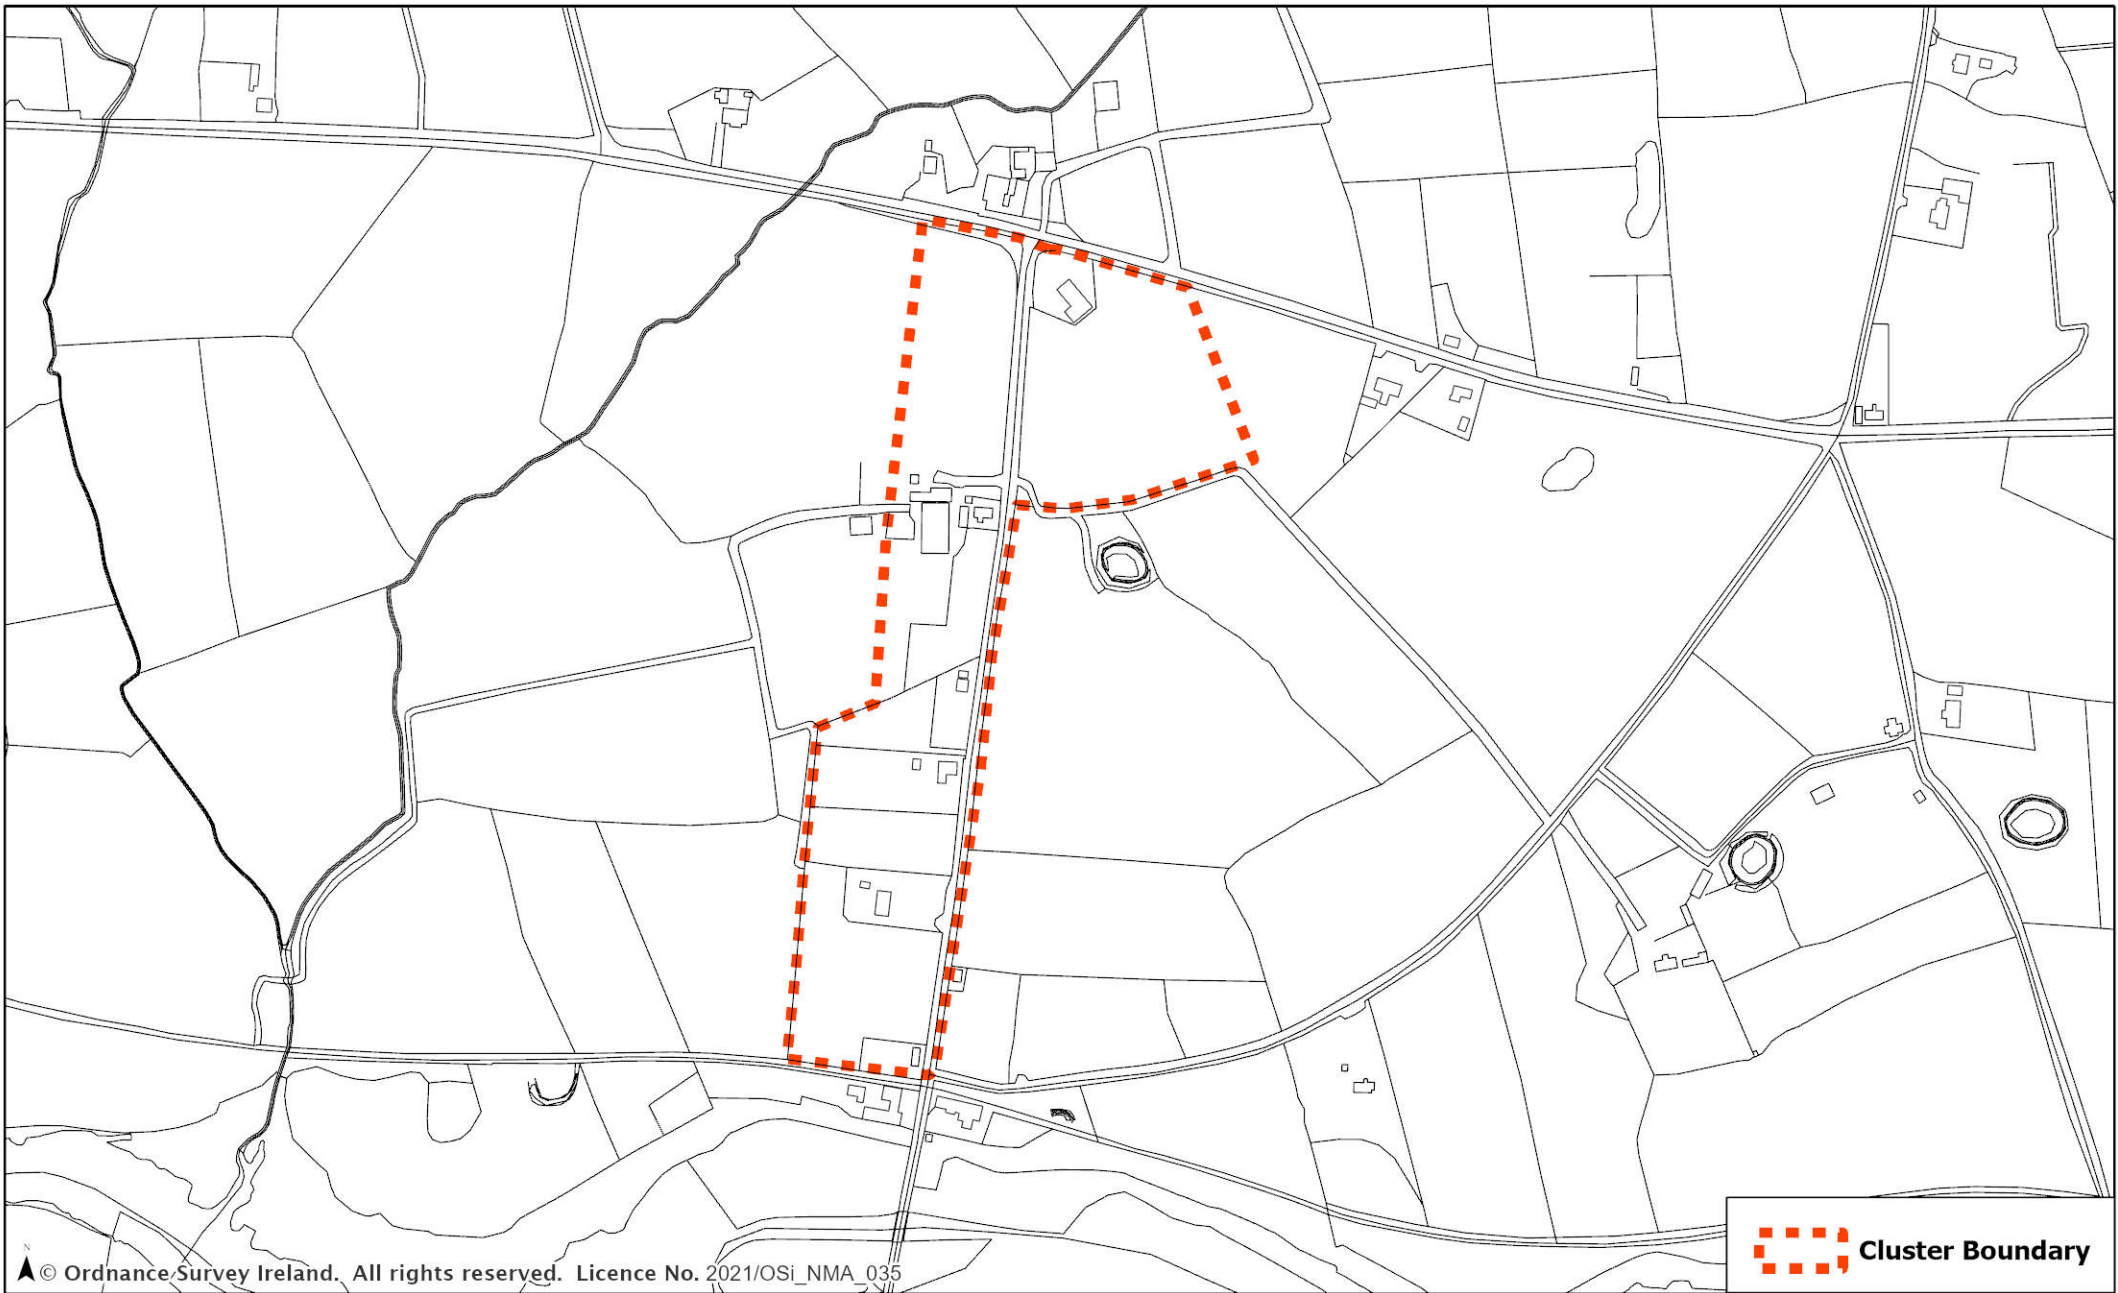 Cluster Boundary
N
© Ordnance Survey Ireland. All rights reserved. Licence No. 2021/OSi_NMA_035